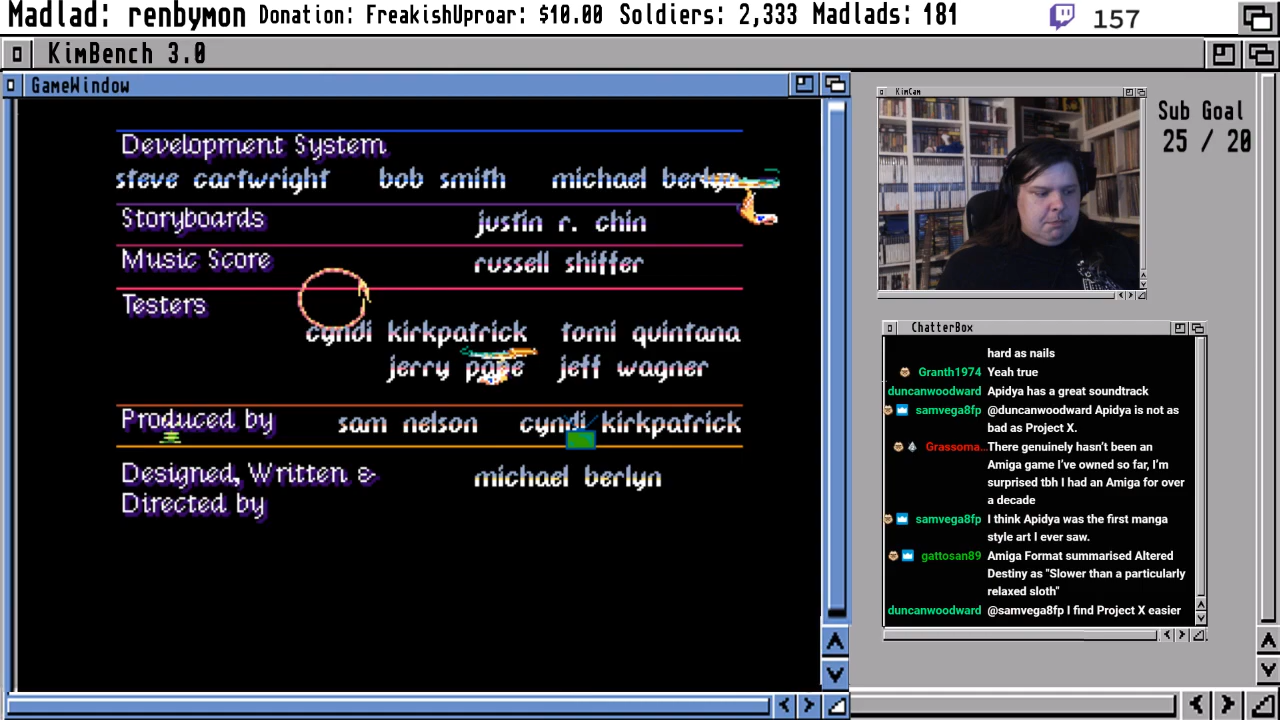 Madlad: renbymon Donation: FreakishUproar: $10.00 Soldiers: 2,333 Madlads: 181 157
KimBench 3.0
GameWindow
Development System
steve cartwright bob smith michael berlyn
Storyboards justin r. chin
Music Score russell shiffer
Testers
cyndi kirkpatrick tomi quintana
jerry pape jeff wagner
Produced by sam nelson cyndi kirkpatrick
Designed, Written &
Directed by
michael berlyn
KimCam
Sub Goal
25 / 20
ChatterBox
hard as nails
Granth1974 Yeah true
duncanwoodward Apidya has a great soundtrack
samvega8fp @duncanwoodward Apidya is not as
bad as Project X.
Grassoma... There genuinely hasn't been an
Amiga game I've owned so far, I'm
surprised tbh I had an Amiga for over
a decade
samvega8fp I think Apidya was the first manga
style art I ever saw.
gattosan89 Amiga Format summarised Altered
Destiny as "Slower than a particularly
relaxed sloth"
duncanwoodward @samvega8fp I find Project X easier